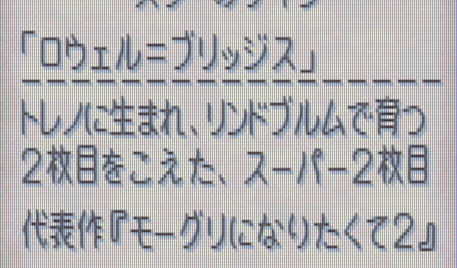 「ロウェル＝ブリッジス」
トレノに生まれ、リンドブルムで育つ
２枚目をこえた、スーパー２枚目
代表作『モーグリになりたくて２』